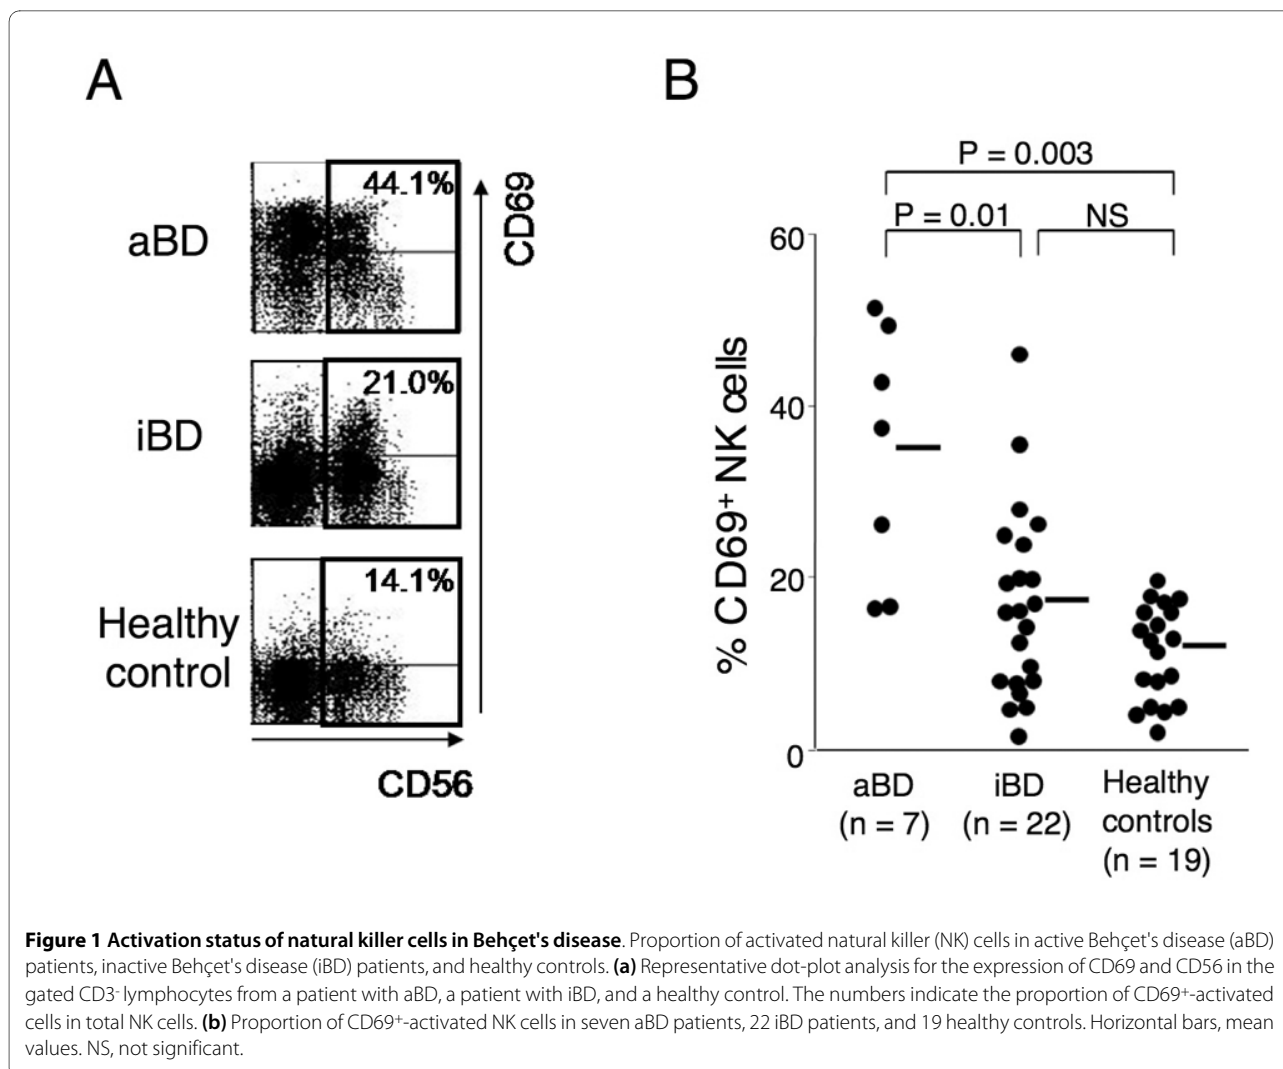 A
44.1%
aBD
CD69
21.0%
iBD
14.1%
Healthy
control
CD56
B
P = 0.003
P = 0.01
NS
60
40
20
0
% CD69+ NK cells
aBD
(n = 7)
iBD
(n = 22)
Healthy
controls
(n = 19)
Figure 1 Activation status of natural killer cells in Behçet's disease. Proportion of activated natural killer (NK) cells in active Behçet's disease (aBD)
patients, inactive Behçet's disease (iBD) patients, and healthy controls. (a) Representative dot-plot analysis for the expression of CD69 and CD56 in the
gated CD3- lymphocytes from a patient with aBD, a patient with iBD, and a healthy control. The numbers indicate the proportion of CD69+-activated
cells in total NK cells. (b) Proportion of CD69+-activated NK cells in seven aBD patients, 22 iBD patients, and 19 healthy controls. Horizontal bars, mean
values. NS, not significant.